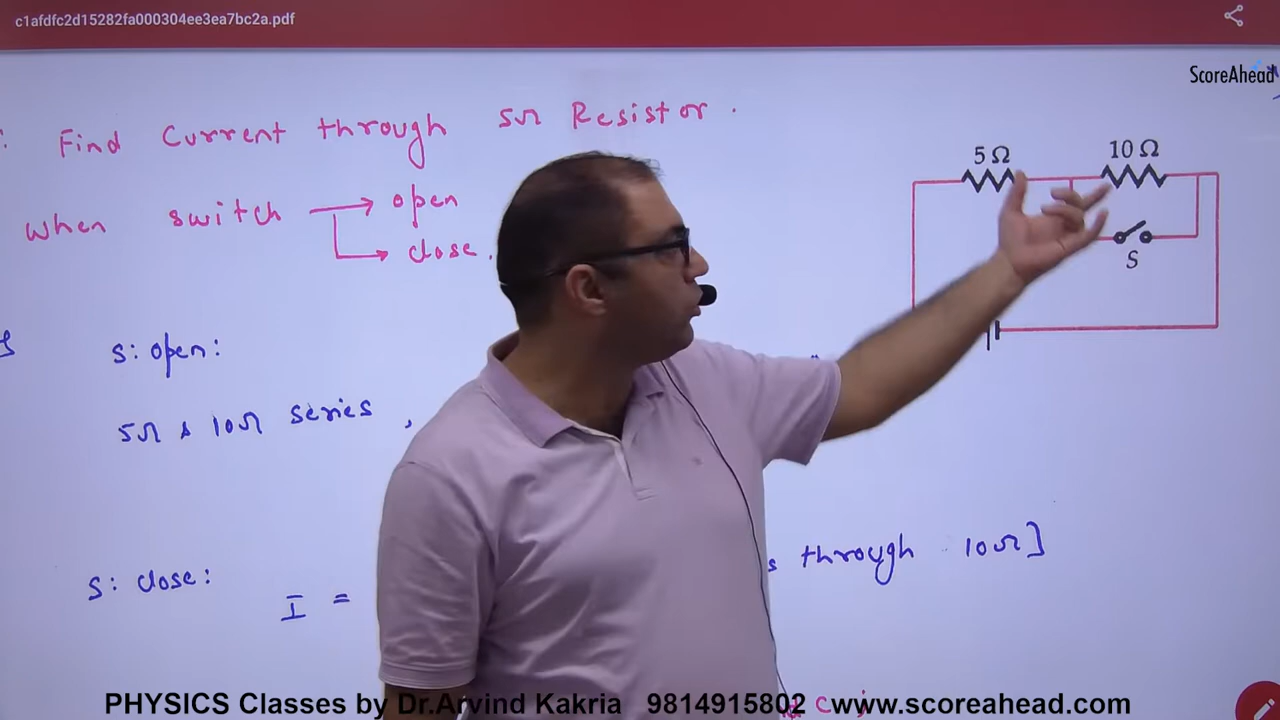 c1afdfc2d15282fa000304ee3ea7bc2a.pdf
ScoreAhead
Find Current through 5Ω Resistor.
When switch → open
→ close.
5Ω
10Ω
S
S: open:
5Ω & 10Ω series,
S: close:
I =
through 10Ω]
PHYSICS Classes by Dr.Arvind Kakria 9814915802 www.scoreahead.com